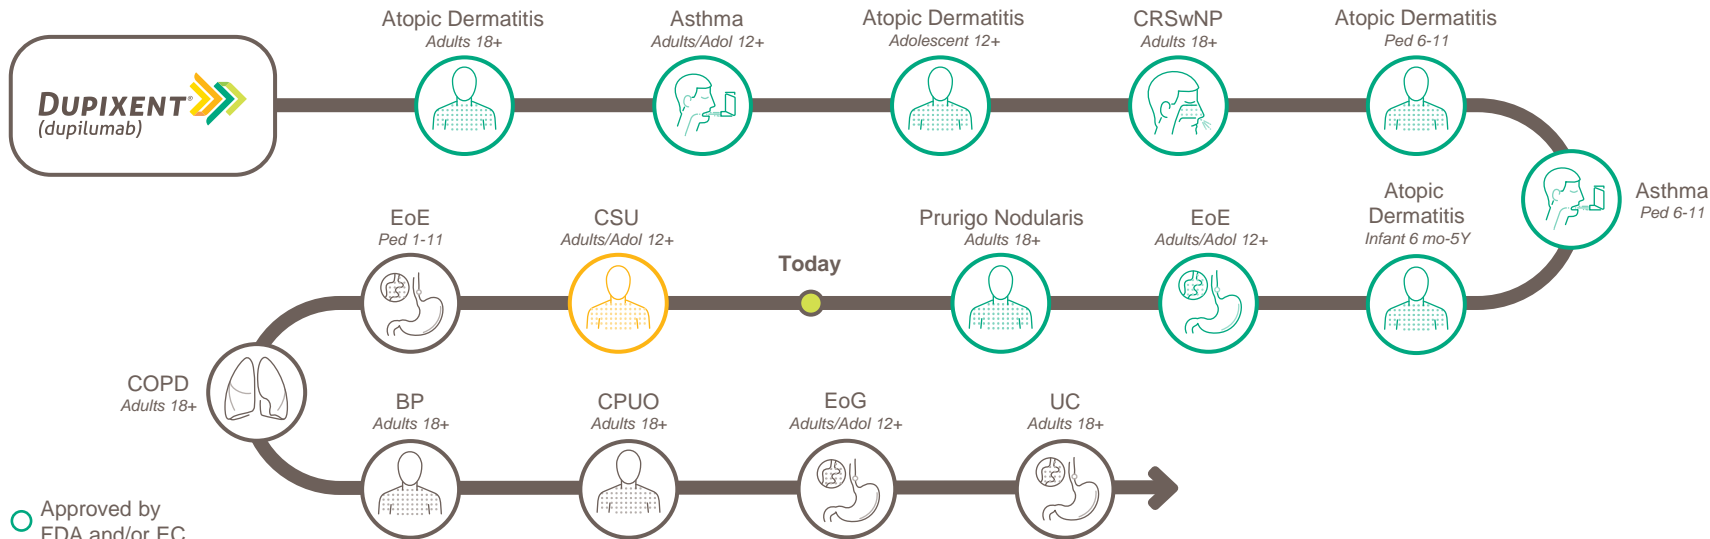 Atopic Dermatitis
Adults 18+
Asthma
Adults/Adol 12+
Atopic Dermatitis
Adolescent 12+
CRSwNP
Adults 18+
Atopic Dermatitis
Ped 6-11
DUPIXENT®
(dupilumab)
Asthma
Ped 6-11
Atopic
Dermatitis
Infant 6 mo-5Y
EoE
Adults/Adol 12+
Prurigo Nodularis
Adults 18+
Today
CSU
Adults/Adol 12+
EoE
Ped 1-11
COPD
Adults 18+
BP
Adults 18+
CPUO
Adults 18+
EoG
Adults/Adol 12+
UC
Adults 18+
Approved by
FDA and/or EC